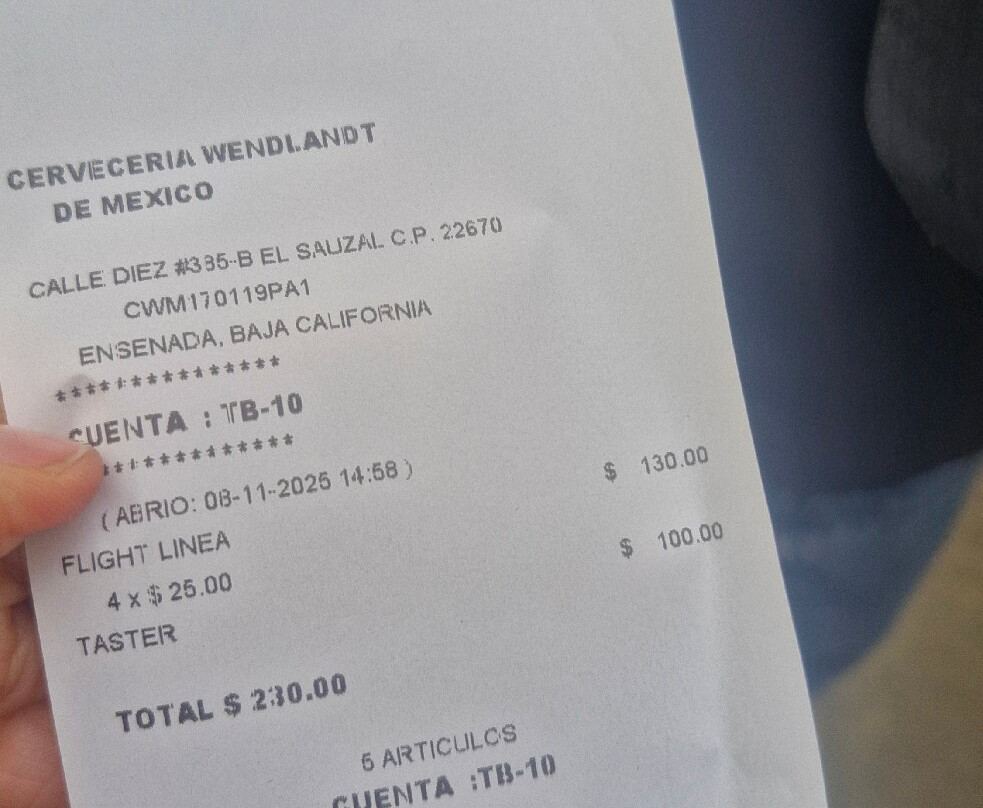 CERVECERIA WENDLANDT
DE MEXICO
CALLE DIEZ #385-B EL SAUZAL C.P. 22670
CWM170119PA1
ENSENADA, BAJA CALIFORNIA
****************
CUENTA : TB-10
**************
( ABRIO: 08-11-2025 14:58 )
FLIGHT LINEA $ 130.00
4 x $ 25.00 $ 100.00
TASTER
TOTAL $ 230.00
5 ARTICULOS
CUENTA :TB-10